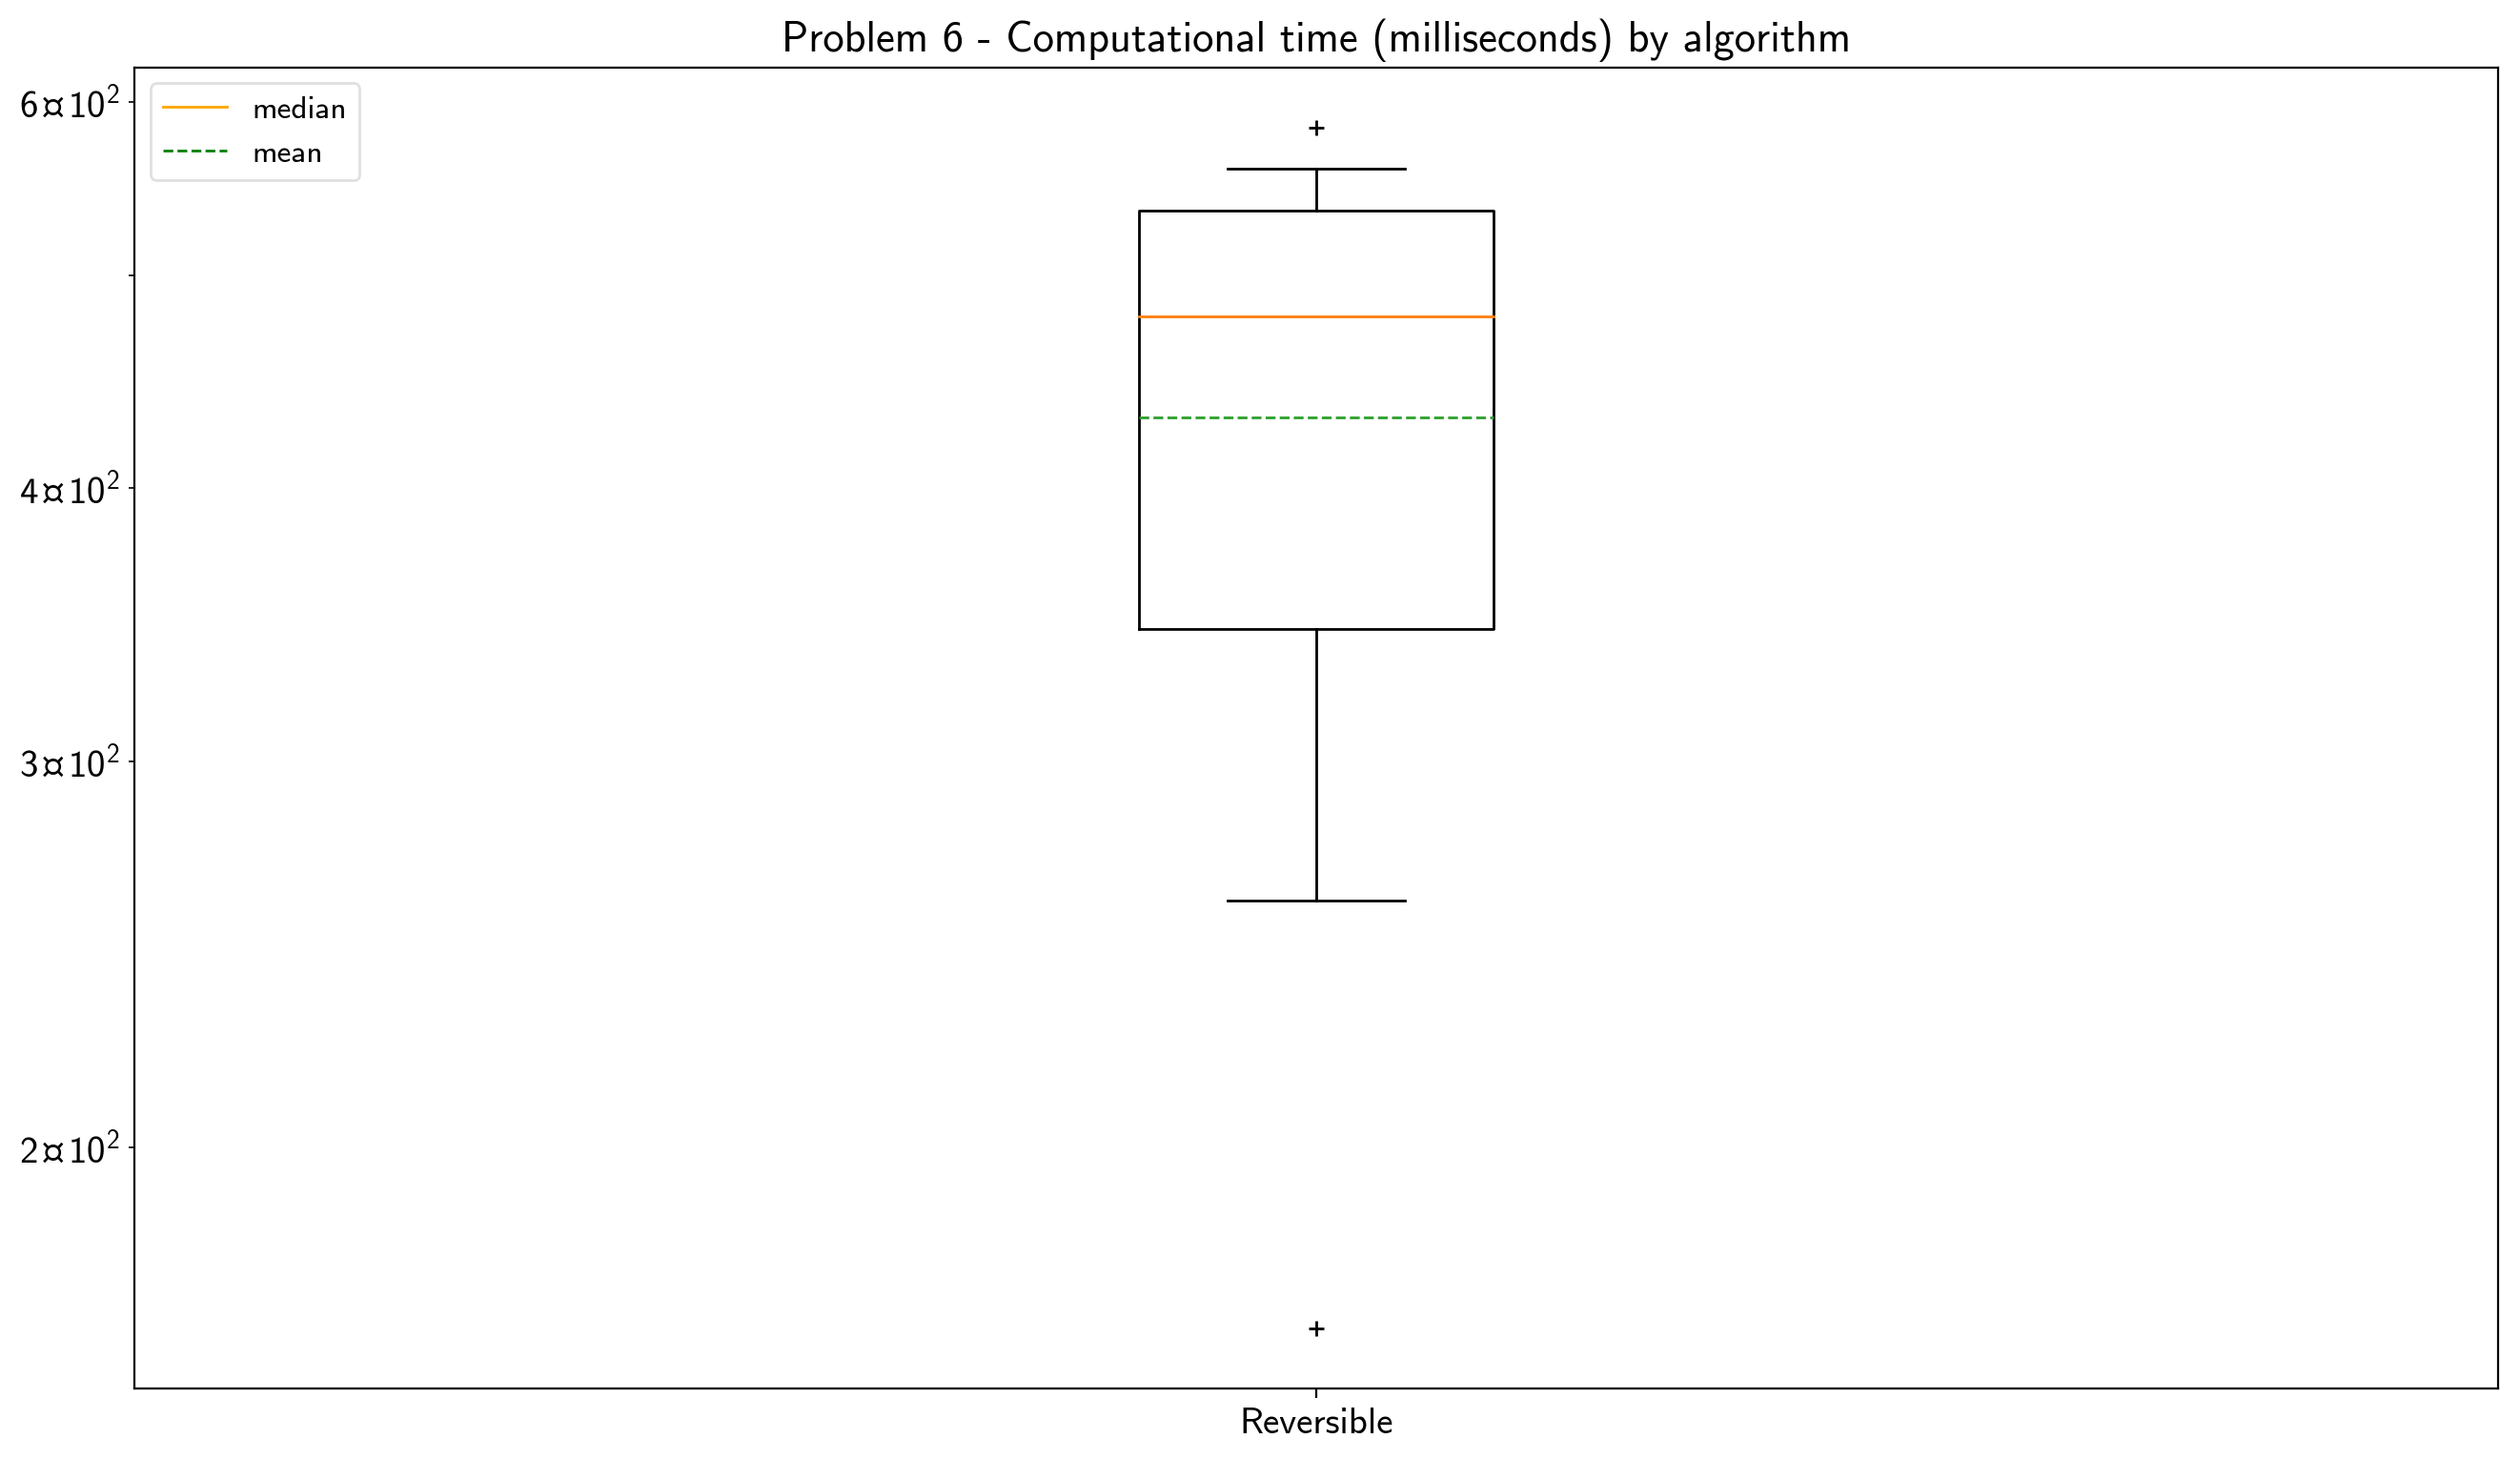 Problem 6 - Computational time (milliseconds) by algorithm
6¤10²
median
mean
4¤10²
3¤10²
2¤10²
Reversible